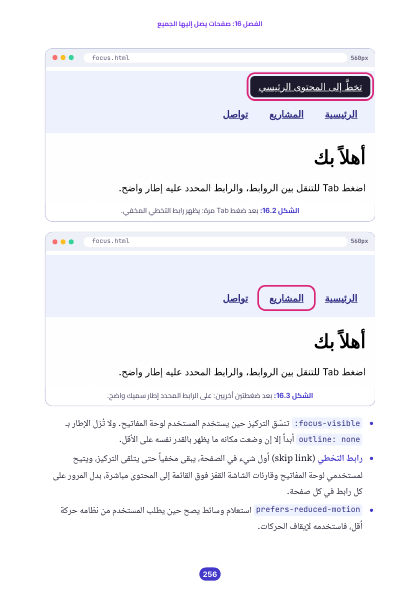 الفصل 16: صفحات يصل إليها الجميع
focus.html
560px
تخطَّ إلى المحتوى الرئيسي
الرئيسية المشاريع تواصل
أهلاً بك
اضغط Tab للتنقل بين الروابط، والرابط المحدد عليه إطار واضح.
الشكل 16.2: بعد ضغط Tab مرة: يظهر رابط التخطي المخفي.
focus.html
560px
الرئيسية المشاريع تواصل
أهلاً بك
اضغط Tab للتنقل بين الروابط، والرابط المحدد عليه إطار واضح.
الشكل 16.3: بعد ضغطتين أخريين: على الرابط المحدد إطار سميك واضح.
• :focus-visible تنسّق التركيز حين يستخدم المستخدم لوحة المفاتيح. ولا تُزل الإطار بـ
outline: none أبداً إلا إن وضعت مكانه ما يظهر بالقدر نفسه على الأقل.
• رابط التخطي (skip link) أول شيء في الصفحة، يبقى مخفياً حتى يتلقى التركيز، ويتيح
لمستخدمي لوحة المفاتيح وقارئات الشاشة القفز فوق القائمة إلى المحتوى مباشرة، بدل المرور على
كل رابط في كل صفحة.
• prefers-reduced-motion استعلام وسائط يصح حين يطلب المستخدم من نظامه حركة
أقل، فاستخدمه لإيقاف الحركات.
256